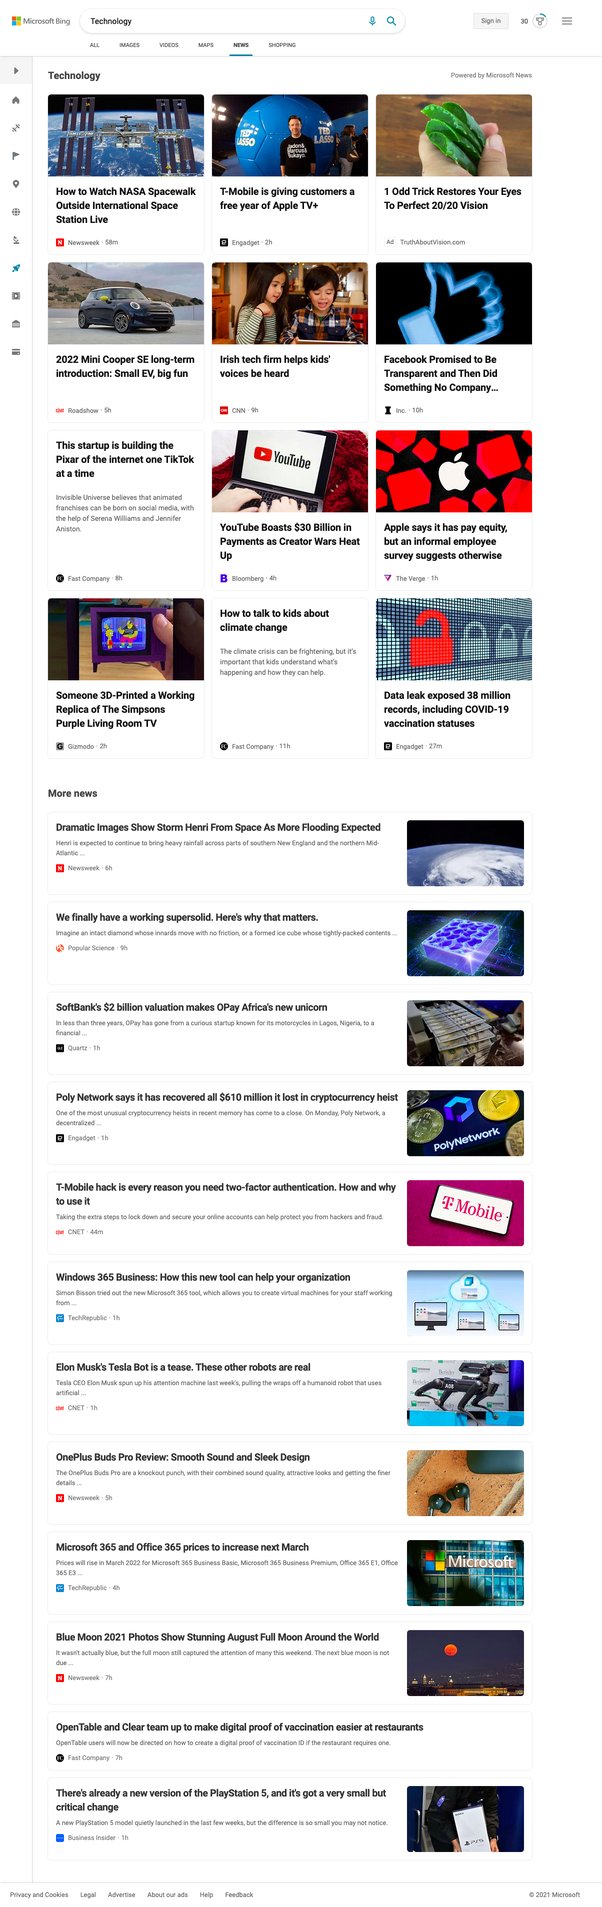 Microsoft Bing
Technology
Sign in
30
ALL IMAGES VIDEOS MAPS NEWS SHOPPING
Technology
Powered by Microsoft News
How to Watch NASA Spacewalk
Outside International Space
Station Live
Newsweek · 58m
TED LASSO
TED LASSO
Jadon &
Marcus &
Bukayo.
T-Mobile is giving customers a
free year of Apple TV+
Engadget · 2h
1 Odd Trick Restores Your Eyes
To Perfect 20/20 Vision
Ad TruthAboutVision.com
2022 Mini Cooper SE long-term
introduction: Small EV, big fun
Roadshow · 5h
Irish tech firm helps kids'
voices be heard
CNN · 9h
Facebook Promised to Be
Transparent and Then Did
Something No Company...
Inc. · 10h
This startup is building the
Pixar of the internet one TikTok
at a time
Invisible Universe believes that animated
franchises can be born on social media, with
the help of Serena Williams and Jennifer
Aniston.
Fast Company · 8h
YouTube
YouTube Boasts $30 Billion in
Payments as Creator Wars Heat
Up
Bloomberg · 4h
Apple says it has pay equity,
but an informal employee
survey suggests otherwise
The Verge · 1h
Someone 3D-Printed a Working
Replica of The Simpsons
Purple Living Room TV
Gizmodo · 2h
How to talk to kids about
climate change
The climate crisis can be frightening, but it's
important that kids understand what's
happening and how they can help.
Fast Company · 11h
Data leak exposed 38 million
records, including COVID-19
vaccination statuses
Engadget · 27m
More news
Dramatic Images Show Storm Henri From Space As More Flooding Expected
Henri is expected to continue to bring heavy rainfall across parts of southern New England and the northern Mid-
Atlantic ...
Newsweek · 6h
We finally have a working supersolid. Here's why that matters.
Imagine an intact diamond whose innards move with no friction, or a formed ice cube whose tightly-packed contents ...
Popular Science · 9h
SoftBank's $2 billion valuation makes OPay Africa's new unicorn
In less than three years, OPay has gone from a curious startup known for its motorcycles in Lagos, Nigeria, to a
financial ...
Quartz · 1h
Poly Network says it has recovered all $610 million it lost in cryptocurrency heist
One of the most unusual cryptocurrency heists in recent memory has come to a close. On Monday, Poly Network, a
decentralized ...
Engadget · 1h
PolyNetwork
T-Mobile hack is every reason you need two-factor authentication. How and why
to use it
Taking the extra steps to lock down and secure your online accounts can help protect you from hackers and fraud.
CNET · 44m
T Mobile
Windows 365 Business: How this new tool can help your organization
Simon Bisson tried out the new Microsoft 365 tool, which allows you to create virtual machines for your staff working
from ...
TechRepublic · 1h
Elon Musk's Tesla Bot is a tease. These other robots are real
Tesla CEO Elon Musk spun up his attention machine last week's, pulling the wraps off a humanoid robot that uses
artificial ...
CNET · 1h
OnePlus Buds Pro Review: Smooth Sound and Sleek Design
The OnePlus Buds Pro are a knockout punch, with their combined sound quality, attractive looks and getting the finer
details ...
Newsweek · 5h
Microsoft 365 and Office 365 prices to increase next March
Prices will rise in March 2022 for Microsoft 365 Business Basic, Microsoft 365 Business Premium, Office 365 E1, Office
365 E3 ...
TechRepublic · 4h
Microsoft
Blue Moon 2021 Photos Show Stunning August Full Moon Around the World
It wasn't actually blue, but the full moon still captured the attention of many this weekend. The next blue moon is not
due ...
Newsweek · 7h
OpenTable and Clear team up to make digital proof of vaccination easier at restaurants
OpenTable users will now be directed on how to create a digital proof of vaccination ID if the restaurant requires one.
Fast Company · 7h
There's already a new version of the PlayStation 5, and it's got a very small but
critical change
A new PlayStation 5 model quietly launched in the last few weeks, but the difference is so small you may not notice.
Business Insider · 1h
PS5
Privacy and Cookies Legal Advertise About our ads Help Feedback
© 2021 Microsoft